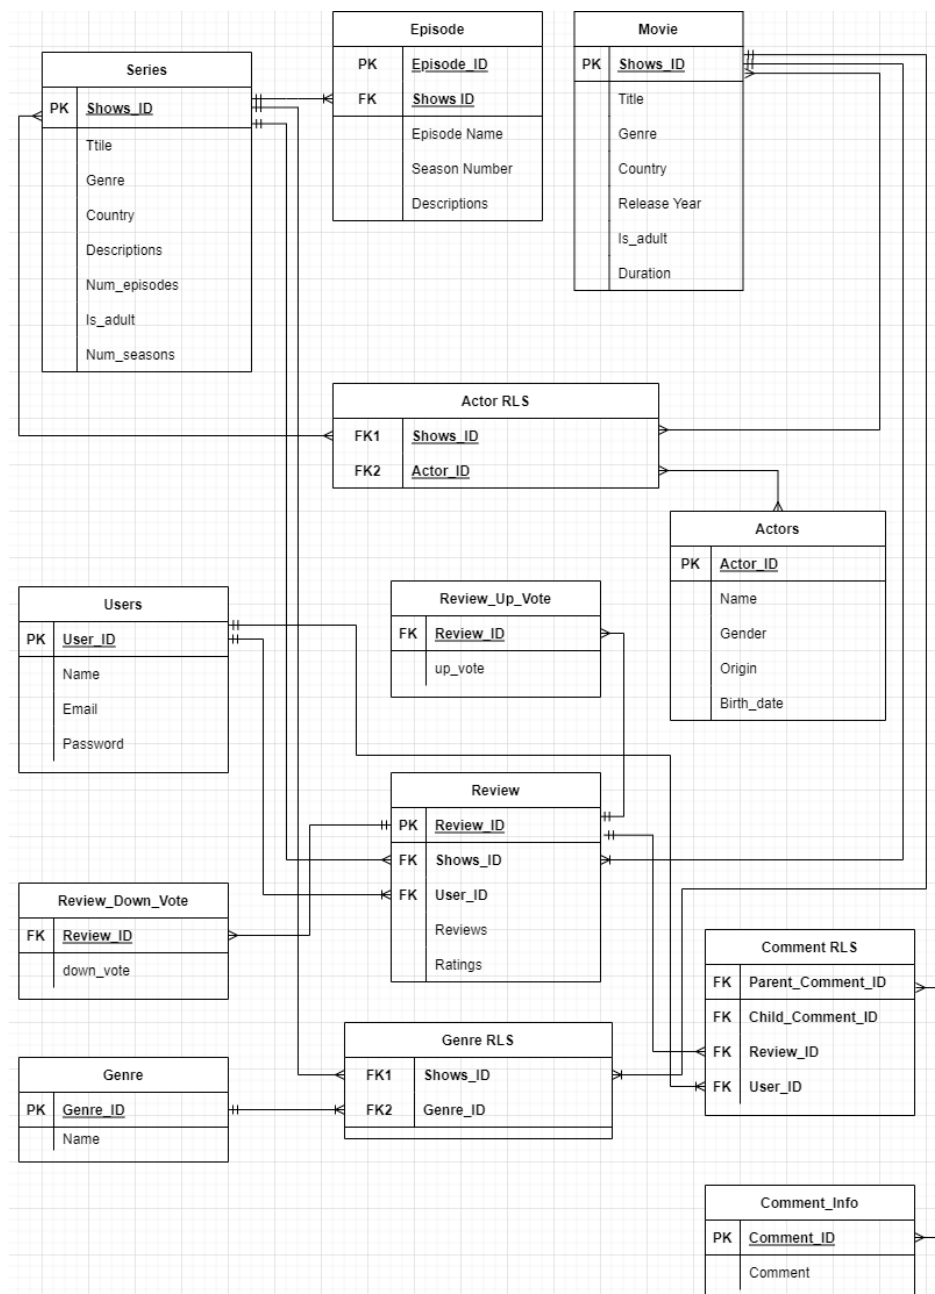 Series
PK Shows_ID
Ttile
Genre
Country
Descriptions
Num_episodes
Is_adult
Num_seasons
Episode
PK Episode_ID
FK Shows ID
Episode Name
Season Number
Descriptions
Movie
PK Shows_ID
Title
Genre
Country
Release Year
Is_adult
Duration
Actor RLS
FK1 Shows_ID
FK2 Actor_ID
Actors
PK Actor_ID
Name
Gender
Origin
Birth_date
Users
PK User_ID
Name
Email
Password
Review_Up_Vote
FK Review_ID
up_vote
Review
PK Review_ID
FK Shows_ID
FK User_ID
Reviews
Ratings
Review_Down_Vote
FK Review_ID
down_vote
Comment RLS
FK Parent_Comment_ID
FK Child_Comment_ID
FK Review_ID
FK User_ID
Genre RLS
FK1 Shows_ID
FK2 Genre_ID
Genre
PK Genre_ID
Name
Comment_Info
PK Comment_ID
Comment